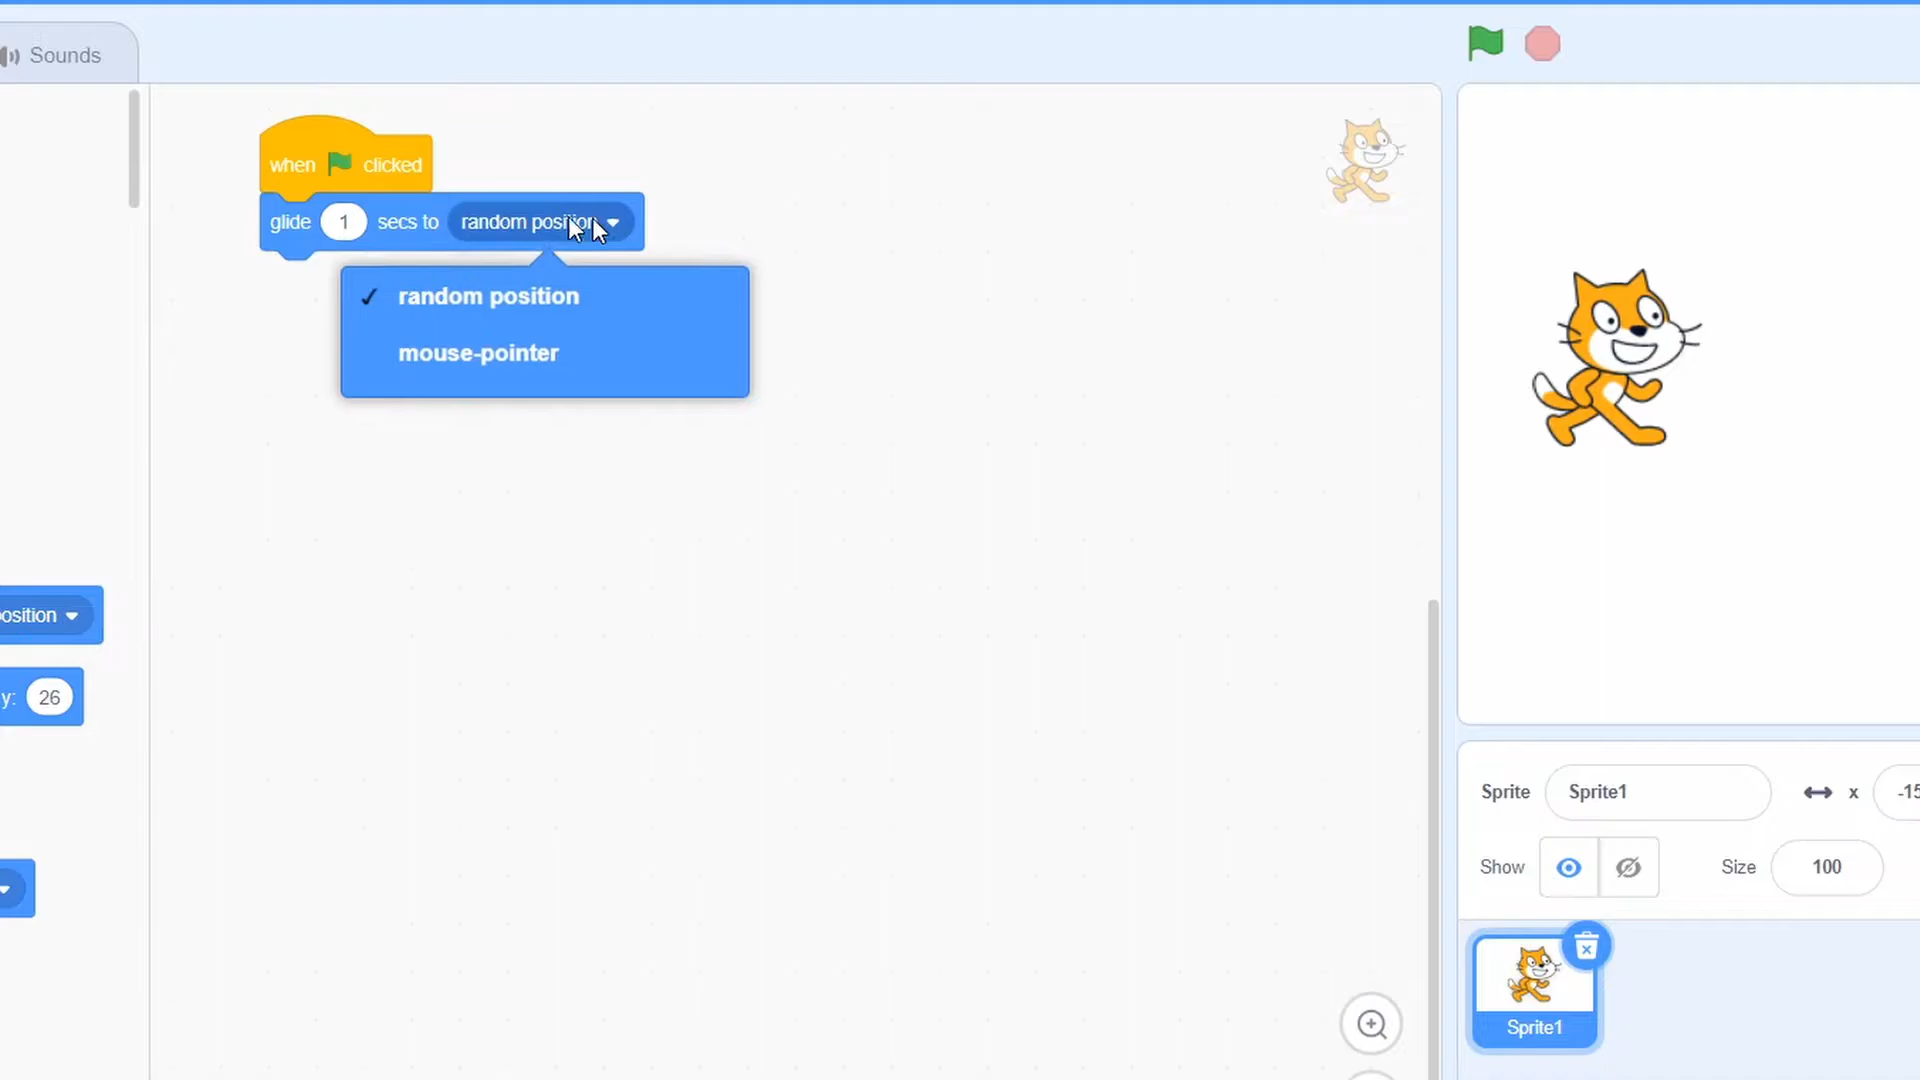 Sounds
when clicked
glide 1 secs to random position
random position
mouse-pointer
osition
y: 26
Sprite Sprite1 x -15
Show Size 100
Sprite1